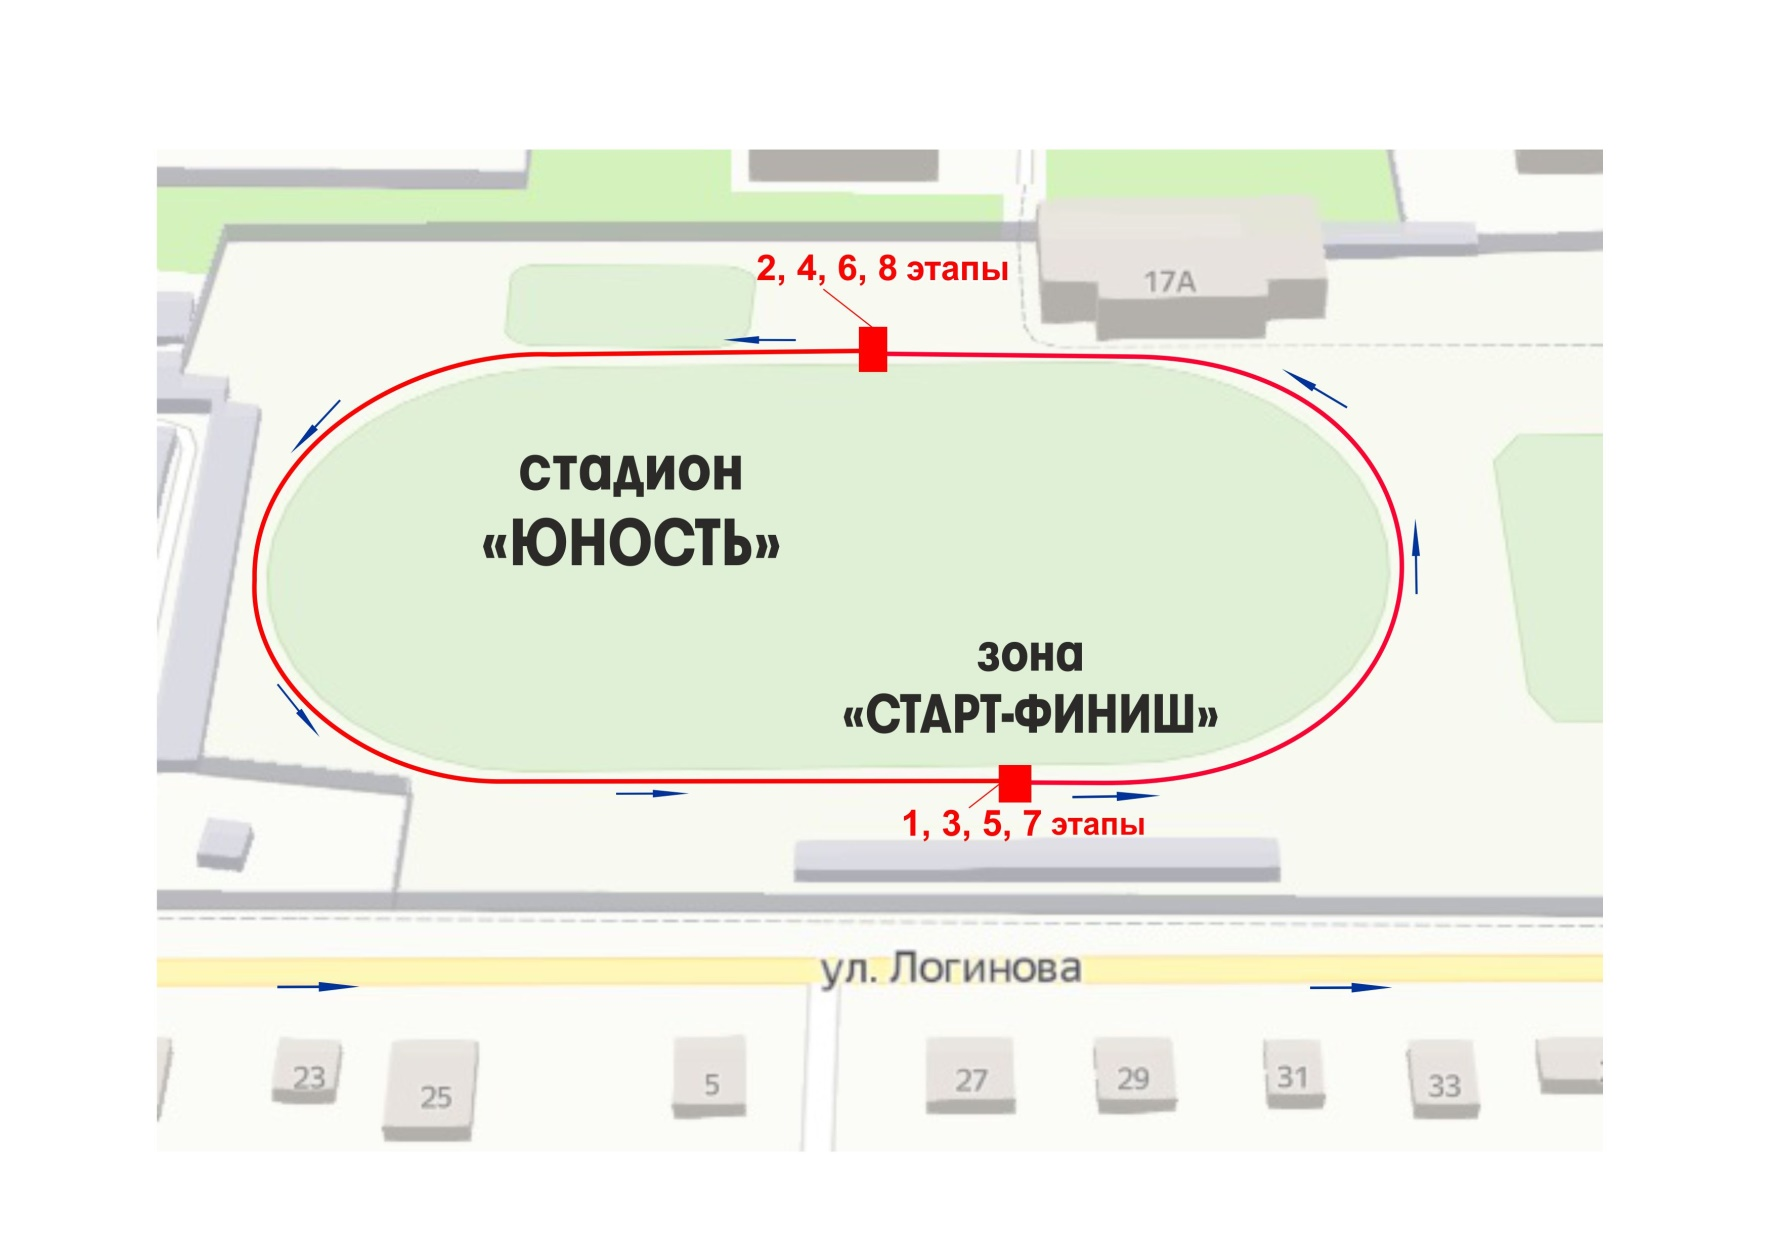 2, 4, 6, 8 этапы
17А
стадион
«ЮНОСТЬ»
зона
«СТАРТ-ФИНИШ»
1, 3, 5, 7 этапы
ул. Логинова
23
25
5
27
29
31
33